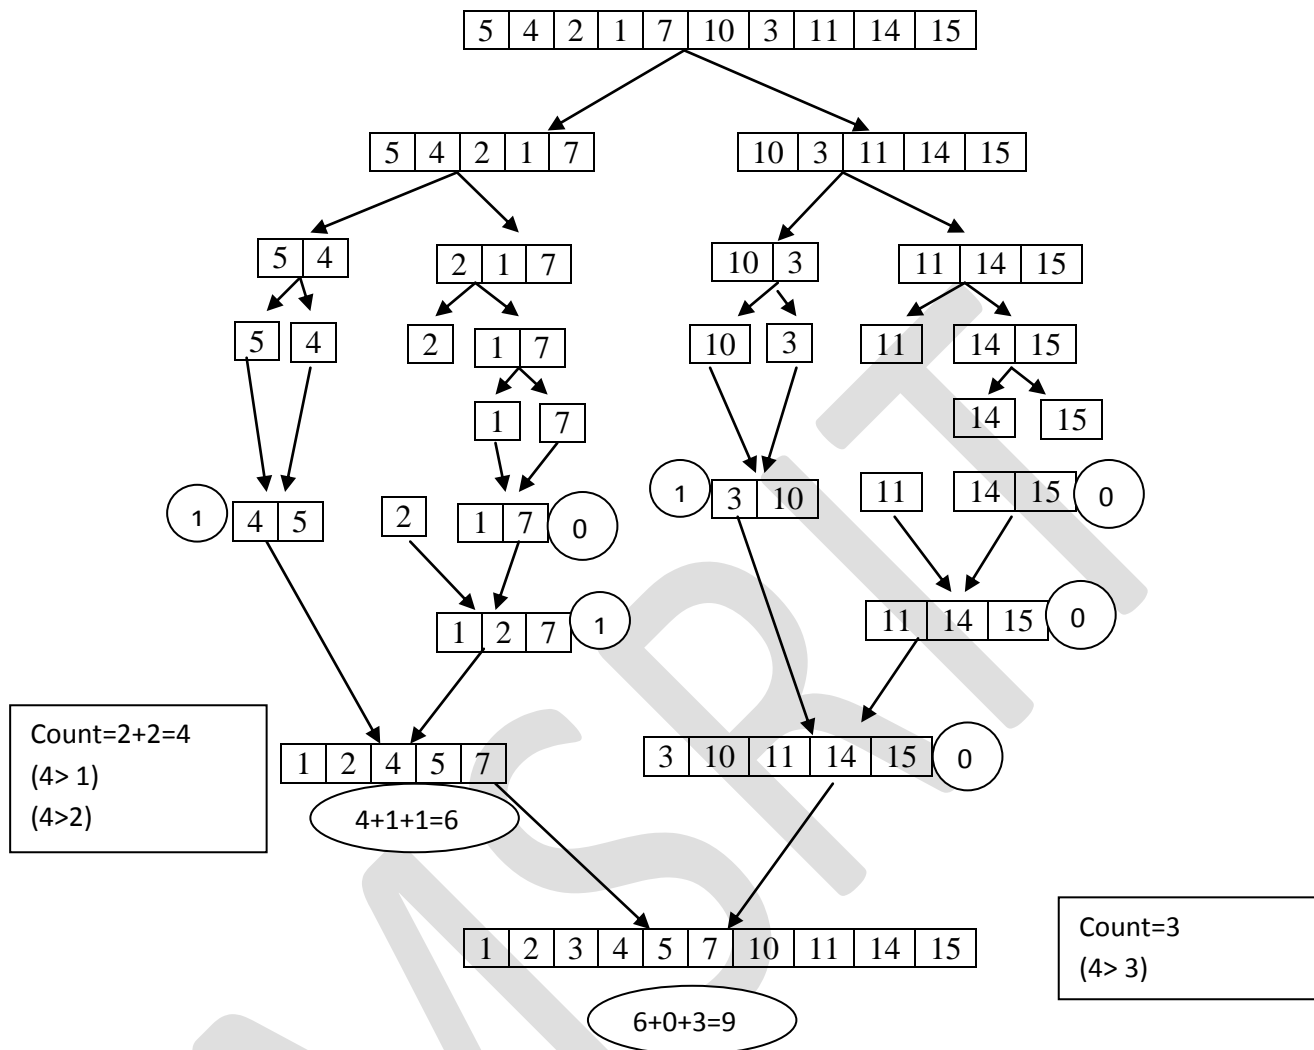 5 4 2 1 7 10 3 11 14 15
5 4 2 1 7 10 3 11 14 15
5 4 2 1 7 10 3 11 14 15
5 4 2 1 7 10 3 11 14 15
1 7 14 15
1 4 5 2 1 7 0 1 3 10 11 14 15 0
1 2 7 1 11 14 15 0
Count=2+2=4
(4> 1)
(4>2)
1 2 4 5 7 3 10 11 14 15 0
4+1+1=6
1 2 3 4 5 7 10 11 14 15
Count=3
(4> 3)
6+0+3=9
MSRIT